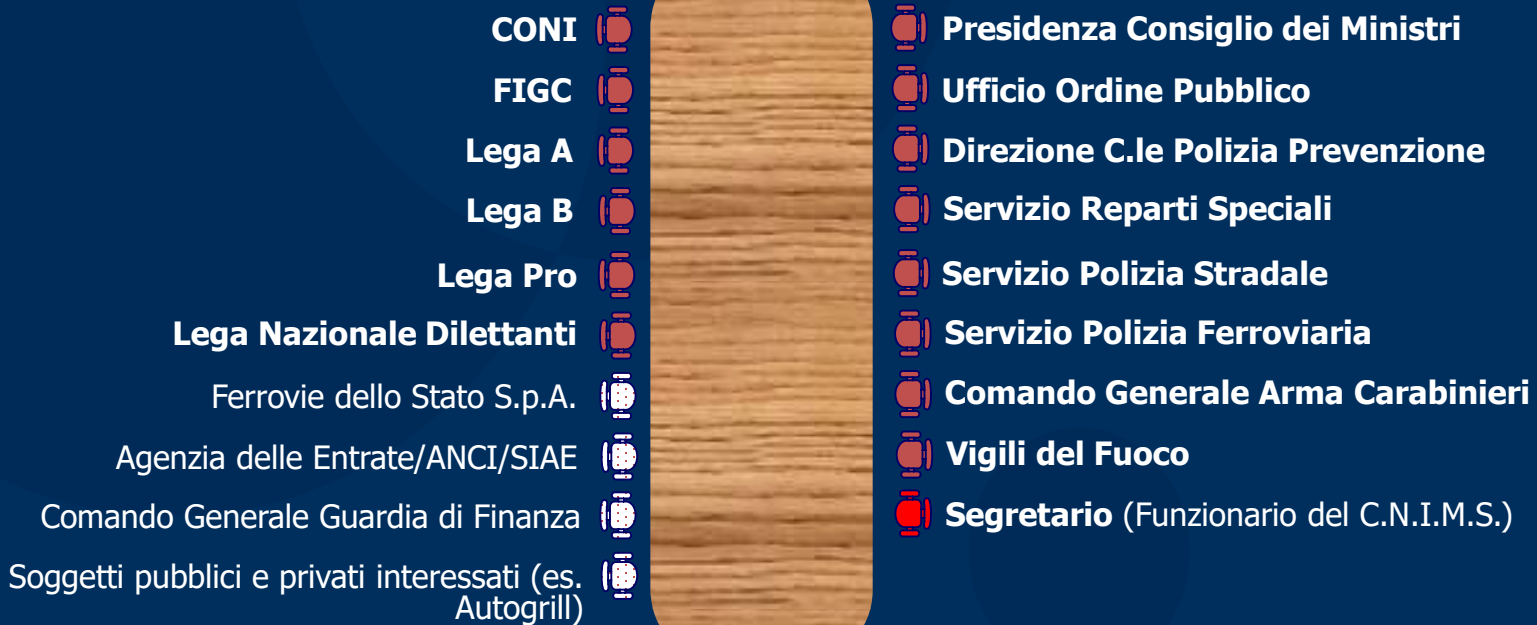 CONI
FIGC
Lega A
Lega B
Lega Pro
Lega Nazionale Dilettanti
Ferrovie dello Stato S.p.A.
Agenzia delle Entrate/ANCI/SIAE
Comando Generale Guardia di Finanza
Soggetti pubblici e privati interessati (es.
Autogrill)
Presidenza Consiglio dei Ministri
Ufficio Ordine Pubblico
Direzione C.le Polizia Prevenzione
Servizio Reparti Speciali
Servizio Polizia Stradale
Servizio Polizia Ferroviaria
Comando Generale Arma Carabinieri
Vigili del Fuoco
Segretario (Funzionario del C.N.I.M.S.)